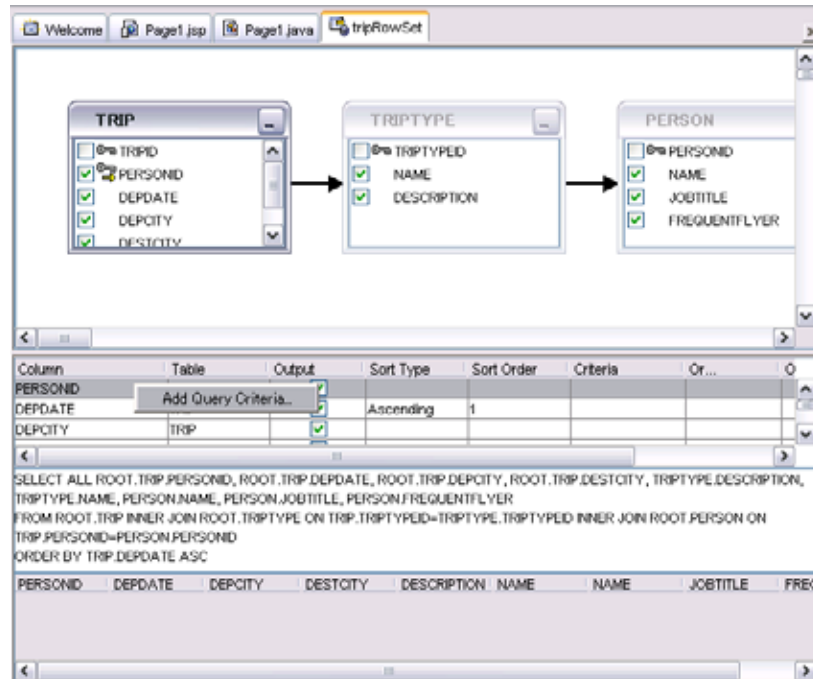 Welcome Page1.jsp Page1.java tripRowSet
TRIP TRIPTYPE PERSON
TRIPID TRIPTYPEID PERSONID
PERSONID NAME NAME
DEPDATE DESCRIPTION JOBTITLE
DEPCITY FREQUENTFLYER
DESTCITY
Column Table Output Sort Type Sort Order Criteria Or... O
PERSONID
Add Query Criteria...
DEPDATE Ascending 1
DEPCITY TRIP
SELECT ALL ROOT.TRIP.PERSONID, ROOT.TRIP.DEPDATE, ROOT.TRIP.DEPCITY, ROOT.TRIP.DESTCITY, TRIPTYPE.DESCRIPTION,
TRIPTYPE.NAME, PERSON.NAME, PERSON.JOBTITLE, PERSON.FREQUENTFLYER
FROM ROOT.TRIP INNER JOIN ROOT.TRIPTYPE ON TRIP.TRIPTYPEID=TRIPTYPE.TRIPTYPEID INNER JOIN ROOT.PERSON ON
TRIP.PERSONID=PERSON.PERSONID
ORDER BY TRIP.DEPDATE ASC
PERSONID DEPDATE DEPCITY DESTCITY DESCRIPTION NAME NAME JOBTITLE FREQ